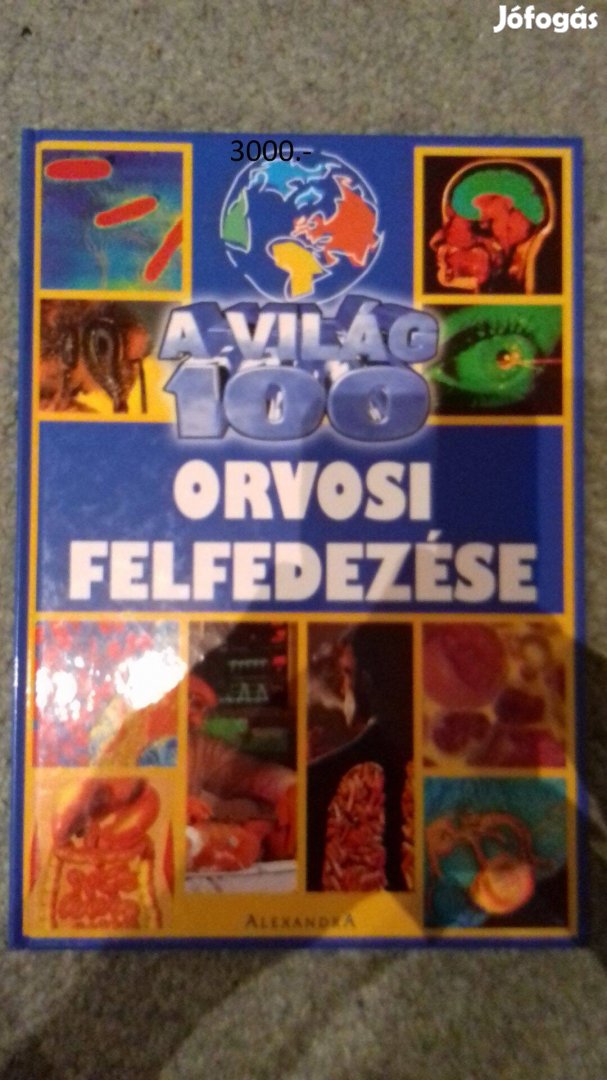 Jófogás
3000.-
A VILÁG
100
ORVOSI
FELFEDEZÉSE
ALEXANDRA